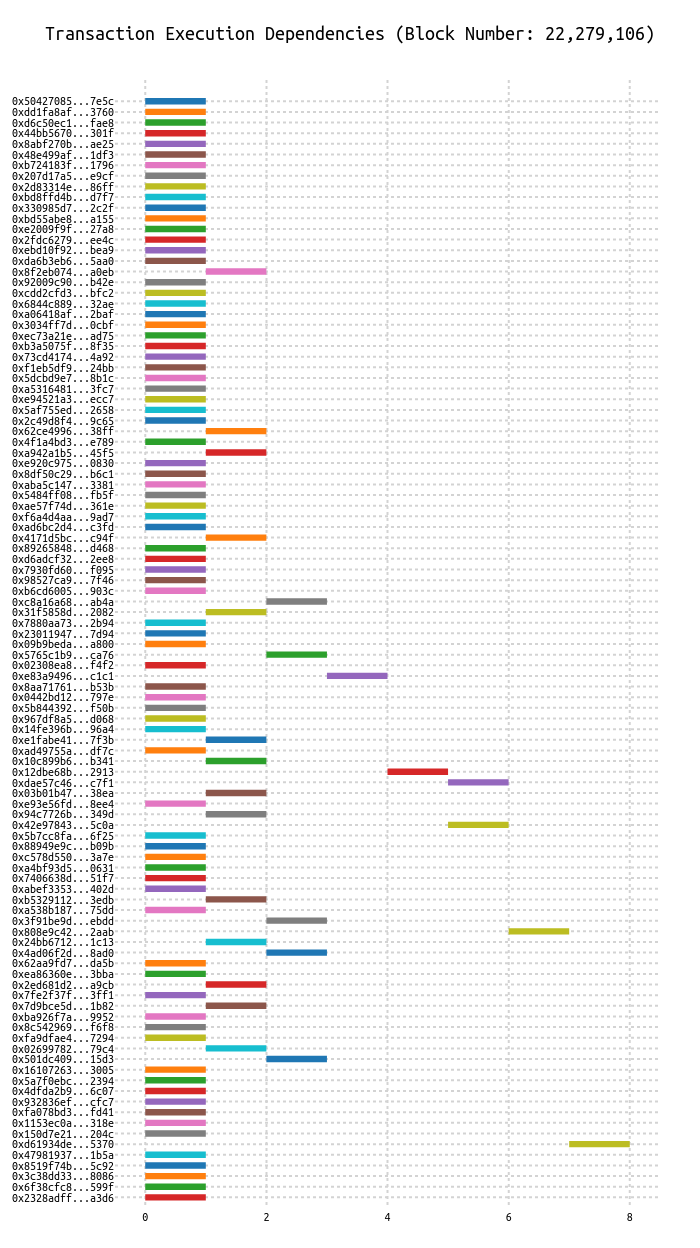 Transaction Execution Dependencies (Block Number: 22,279,106)
0x50427085...7e5c
0xdd1fa8af...3760
0xd6c50ec1...fae8
0x44bb5670...301f
0x8abf270b...ae25
0x48e499af...1df3
0xb724183f...1796
0x207d17a5...e9cf
0x2d83314e...86ff
0xbd8ffd4b...d7f7
0x330985d7...2c2f
0xbd55abe8...a155
0xe2009f9f...27a8
0x2fdc6279...ee4c
0xebd10f92...bea9
0xda6b3eb6...5aa0
0x8f2eb074...a0eb
0x92009c90...b42e
0xcdd2cfd3...bfc2
0x6844c889...32ae
0xa06418af...2baf
0x3034ff7d...0cbf
0xec73a21e...ad75
0xb3a5075f...8f35
0x73cd4174...4a92
0xf1eb5df9...24bb
0x5dcbd9e7...8b1c
0xa5316481...3fc7
0xe94521a3...ecc7
0x5af755ed...2658
0x2c49d8f4...9c65
0x62ce4996...38ff
0x4f1a4bd3...e789
0xa942a1b5...45f5
0xe920c975...0830
0x8df50c29...b6c1
0xaba5c147...3381
0x5484ff08...fb5f
0xae57f74d...361e
0xf6a4d4aa...9ad7
0xad6bc2d4...c3fd
0x4171d5bc...c94f
0x89265848...d468
0xd6adcf32...2ee8
0x7930fd60...f095
0x98527ca9...7f46
0xb6cd6005...903c
0xc8a16a68...ab4a
0x31f5858d...2082
0x7880aa73...2b94
0x23011947...7d94
0x09b9beda...a800
0x5765c1b9...ca76
0x02308ea8...f4f2
0xe83a9496...c1c1
0x8aa71761...b53b
0x0442bd12...797e
0x5b844392...f50b
0x967df8a5...d068
0x14fe396b...96a4
0xe1fabe41...7f3b
0xad49755a...df7c
0x10c899b6...b341
0x12dbe68b...2913
0xdae57c46...c7f1
0x03b01b47...38ea
0xe93e56fd...8ee4
0x94c7726b...349d
0x42e97843...5c0a
0x5b7cc8fa...6f25
0x88949e9c...b09b
0xc578d550...3a7e
0xa4bf93d5...0631
0x7406638d...51f7
0xabef3353...402d
0xb5329112...3edb
0xa538b187...75dd
0x3f91be9d...ebdd
0x808e9c42...2aab
0x24bb6712...1c13
0x4ad06f2d...8ad0
0x62aa9fd7...da5b
0xea86360e...3bba
0x2ed681d2...a9cb
0x7fe2f37f...3ff1
0x7d9bce5d...1b82
0xba926f7a...9952
0x8c542969...f6f8
0xfa9dfae4...7294
0x02699782...79c4
0x501dc409...15d3
0x16107263...3005
0x5a7f0ebc...2394
0x4dfda2b9...6c07
0x932836ef...cfc7
0xfa078bd3...fd41
0x1153ec0a...318e
0x150d7e21...204c
0xd61934de...5370
0x47981937...1b5a
0x8519f74b...5c92
0x3c38dd33...8086
0x6f38cfc8...599f
0x2328adff...a3d6
0 2 4 6 8